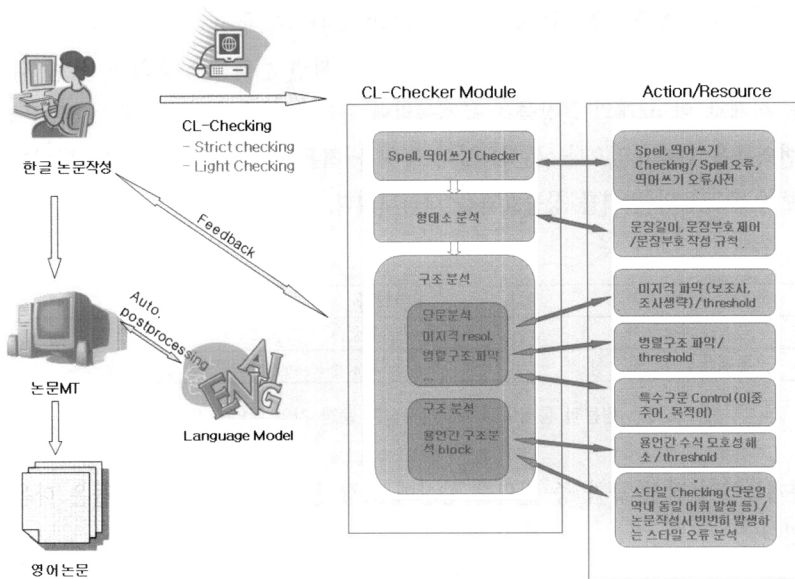 CL-Checker Module
Action/Resource
CL-Checking
- Strict checking
- Light Checking
한글 논문작성
Feedback
Auto.
postprocessing
논문MT
AI
ENG
Language Model
영어논문
Spell, 띄어쓰기 Checker
형태소 분석
구조 분석
단문분석
미지격 resol.
병렬구조 파악
...
구조 분석
용언간 구조분
석 block
Spell, 띄어쓰기
Checking / Spell 오류,
띄어쓰기 오류사전
문장길이, 문장부호 제어
/문장부호 작성 규칙
미지격 파악 (보조사,
조사생략)/threshold
병렬구조 파악/
threshold
특수구문 Control (이중
주어, 목적어)
용언간 수식 모호성 해
소 / threshold
스타일 Checking (단문영
역내 동일 어휘 발생 등) /
논문작성시 빈번히 발생하
는 스타일 오류 분석